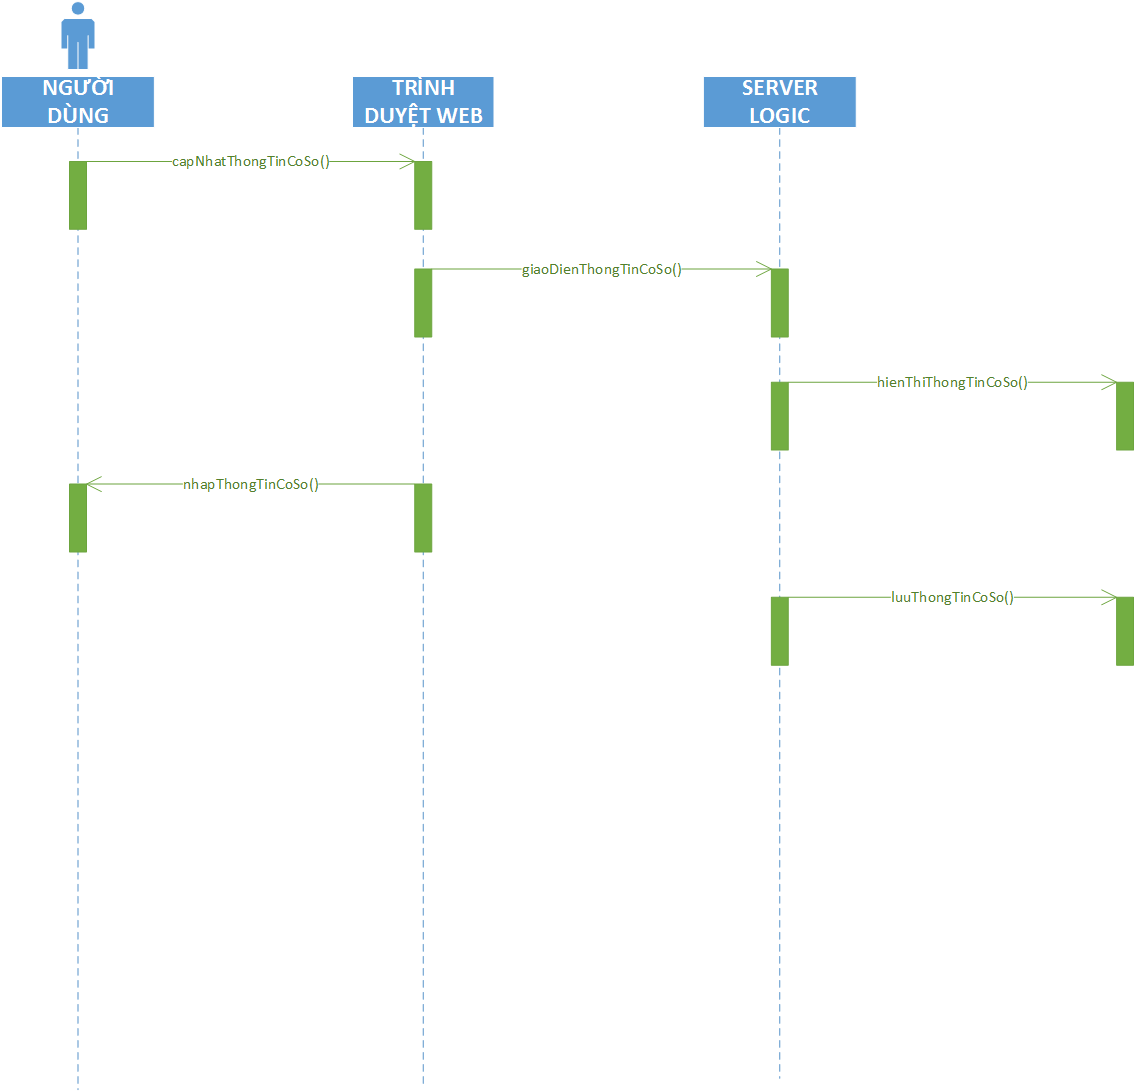 NGƯỜI
DÙNG
TRÌNH
DUYỆT WEB
SERVER
LOGIC
capNhatThongTinCoSo()
giaoDienThongTinCoSo()
hienThiThongTinCoSo()
nhapThongTinCoSo()
luuThongTinCoSo()